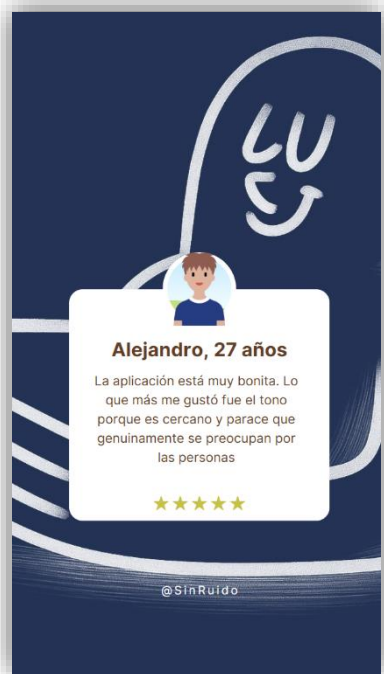 Alejandro, 27 años
La aplicación está muy bonita. Lo
que más me gustó fue el tono
porque es cercano y parace que
genuinamente se preocupan por
las personas
@SinRuido